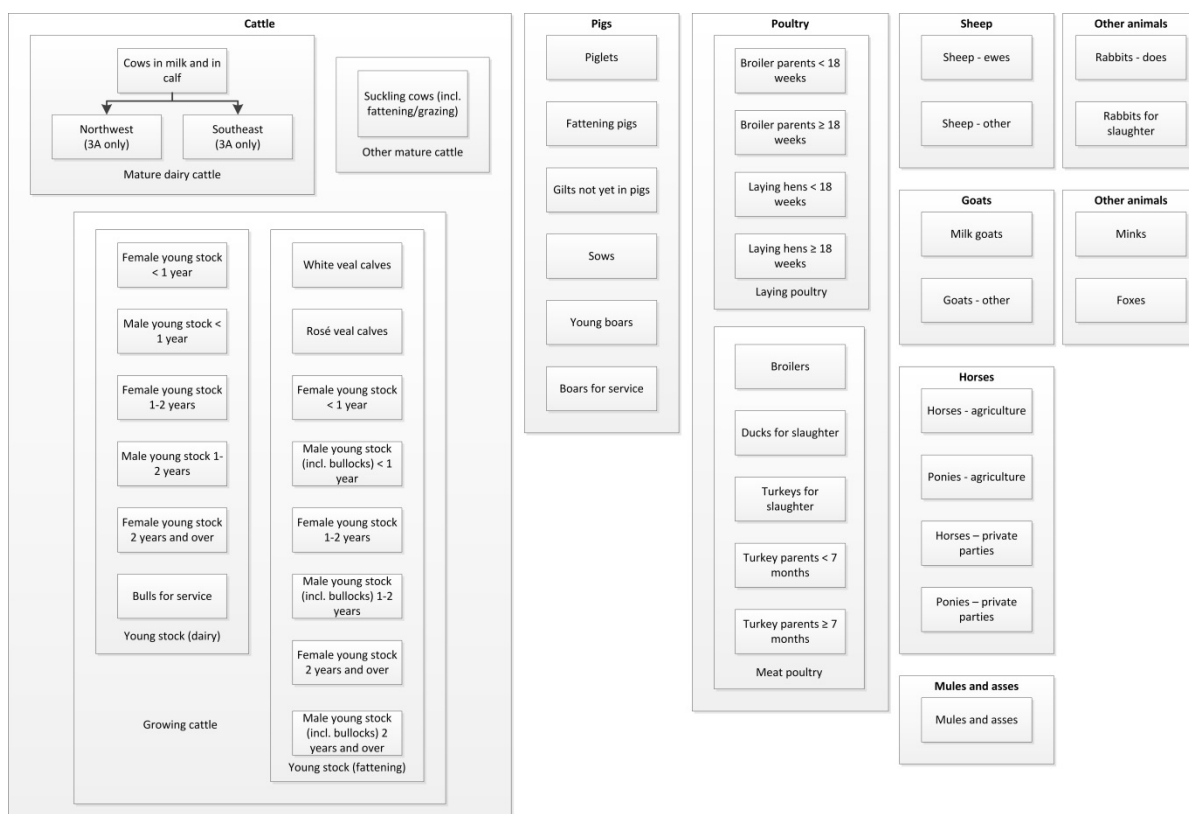 Cattle
Cows in milk and in
calf
Northwest
(3A only)
Southeast
(3A only)
Mature dairy cattle
Suckling cows (incl.
fattening/grazing)
Other mature cattle
Female young stock
< 1 year
Male young stock <
1 year
Female young stock
1-2 years
Male young stock 1-
2 years
Female young stock
2 years and over
Bulls for service
Young stock (dairy)
White veal calves
Rosé veal calves
Female young stock
< 1 year
Male young stock
(incl. bullocks) < 1
year
Female young stock
1-2 years
Male young stock
(incl. bullocks) 1-2
years
Female young stock
2 years and over
Male young stock
(incl. bullocks) 2
years and over
Young stock (fattening)
Growing cattle
Pigs
Piglets
Fattening pigs
Gilts not yet in pigs
Sows
Young boars
Boars for service
Poultry
Broiler parents < 18
weeks
Broiler parents ≥ 18
weeks
Laying hens < 18
weeks
Laying hens ≥ 18
weeks
Laying poultry
Broilers
Ducks for slaughter
Turkeys for
slaughter
Turkey parents < 7
months
Turkey parents ≥ 7
months
Meat poultry
Sheep
Sheep - ewes
Sheep - other
Goats
Milk goats
Goats - other
Horses
Horses - agriculture
Ponies - agriculture
Horses – private
parties
Ponies – private
parties
Mules and asses
Mules and asses
Other animals
Rabbits - does
Rabbits for
slaughter
Other animals
Minks
Foxes